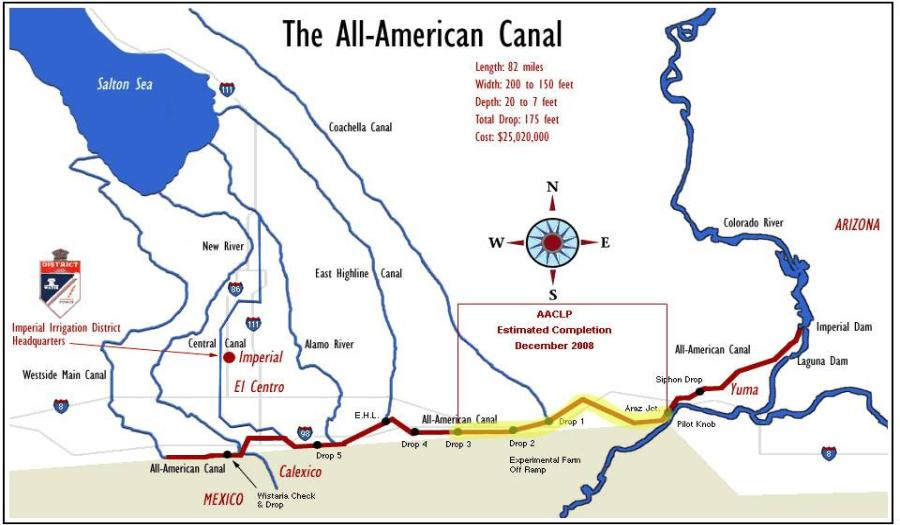 The All-American Canal
Length: 82 miles
Width: 200 to 150 feet
Depth: 20 to 7 feet
Total Drop: 175 feet
Cost: $25,020,000
Salton Sea
111
Coachella Canal
N
W
E
S
Colorado River
ARIZONA
New River
East Highline Canal
DISTRICT
86
111
Imperial Irrigation District
Headquarters
Central Canal
Imperial
El Centro
Alamo River
AACLP
Estimated Completion
December 2008
Imperial Dam
All-American Canal
Laguna Dam
Westside Main Canal
Siphon Drop
Yuma
8
E.H.L.
All-American Canal
Araz Jct.
Pilot Knob
98
Drop 5
Drop 4
Drop 3
Drop 2
Drop 1
8
All-American Canal
Calexico
Experimental Farm
Off Ramp
MEXICO
Wistaria Check
& Drop